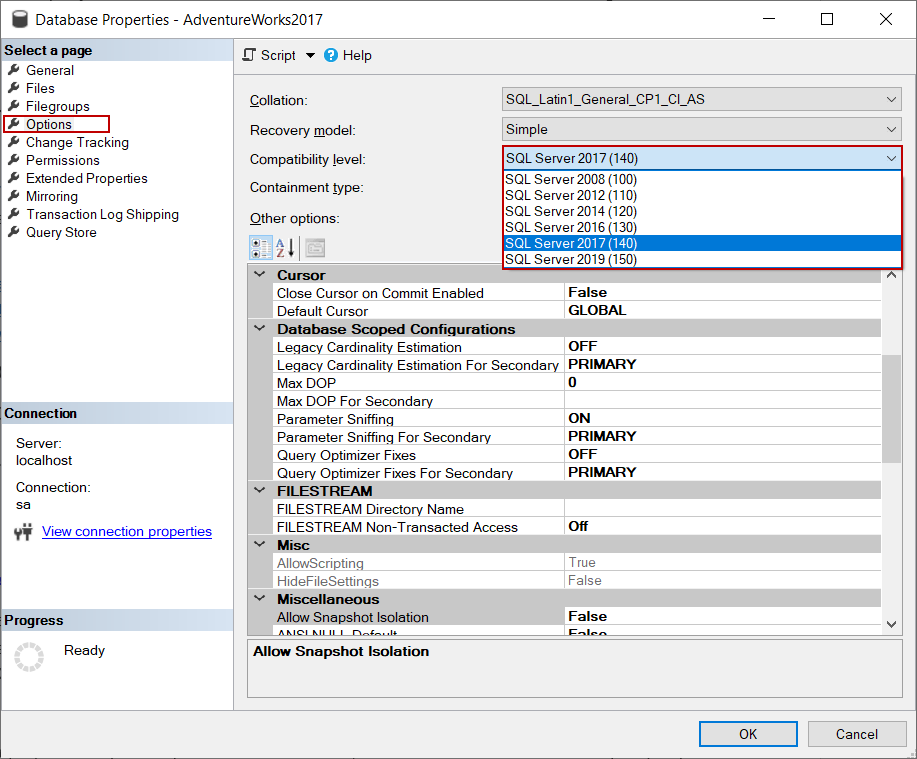 Database Properties - AdventureWorks2017
Select a page
General
Files
Filegroups
Options
Change Tracking
Permissions
Extended Properties
Mirroring
Transaction Log Shipping
Query Store
Connection
Server:
localhost
Connection:
sa
View connection properties
Progress
Ready
Script
Help
Collation: SQL_Latin1_General_CP1_CI_AS
Recovery model: Simple
Compatibility level: SQL Server 2017 (140)
SQL Server 2008 (100)
SQL Server 2012 (110)
SQL Server 2014 (120)
SQL Server 2016 (130)
SQL Server 2017 (140)
SQL Server 2019 (150)
Containment type:
Other options:
Cursor
Close Cursor on Commit Enabled False
Default Cursor GLOBAL
Database Scoped Configurations
Legacy Cardinality Estimation OFF
Legacy Cardinality Estimation For Secondary PRIMARY
Max DOP 0
Max DOP For Secondary
Parameter Sniffing ON
Parameter Sniffing For Secondary PRIMARY
Query Optimizer Fixes OFF
Query Optimizer Fixes For Secondary PRIMARY
FILESTREAM
FILESTREAM Directory Name
FILESTREAM Non-Transacted Access Off
Misc
AllowScripting True
HideFileSettings False
Miscellaneous
Allow Snapshot Isolation False
ANSI NULL Default False
Allow Snapshot Isolation
OK
Cancel